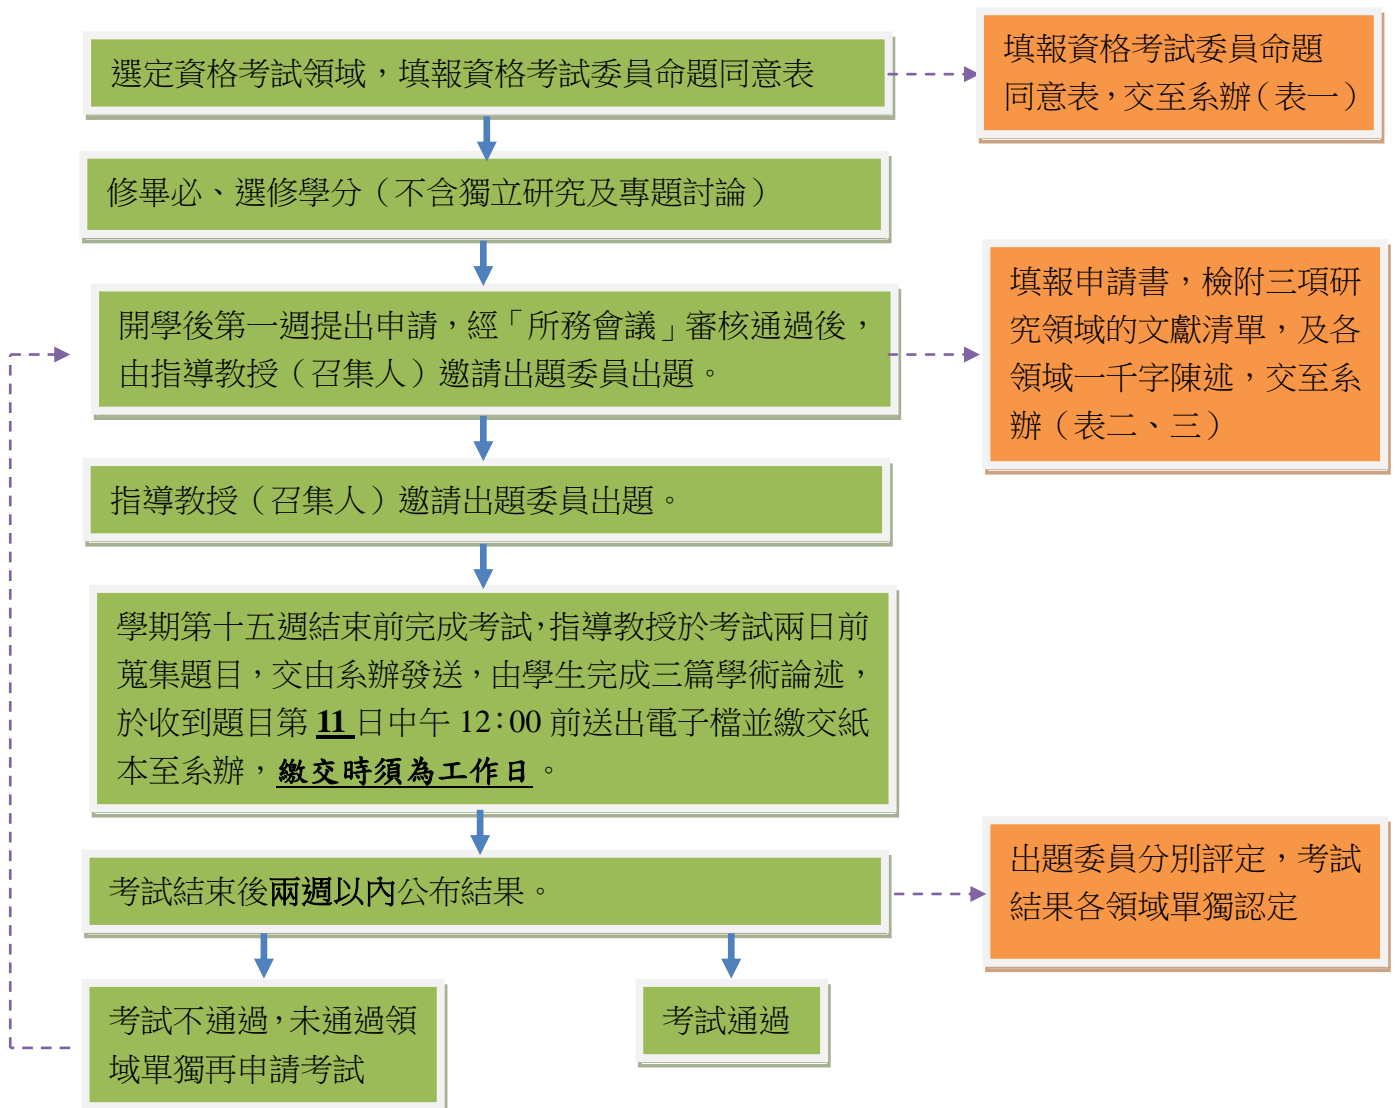 選定資格考試領域，填報資格考試委員命題同意表
填報資格考試委員命題
同意表，交至系辦（表一）
修畢必、選修學分（不含獨立研究及專題討論）
開學後第一週提出申請，經「所務會議」審核通過後，
由指導教授（召集人）邀請出題委員出題。
填報申請書，檢附三項研
究領域的文獻清單，及各
領域一千字陳述，交至系
辦（表二、三）
指導教授（召集人）邀請出題委員出題。
學期第十五週結束前完成考試，指導教授於考試兩日前
蒐集題目，交由系辦發送，由學生完成三篇學術論述，
於收到題目第 11 日中午 12:00 前送出電子檔並繳交紙
本至系辦，繳交時須為工作日。
考試結束後兩週以內公布結果。
出題委員分別評定，考試
結果各領域單獨認定
考試不通過，未通過領
域單獨再申請考試
考試通過